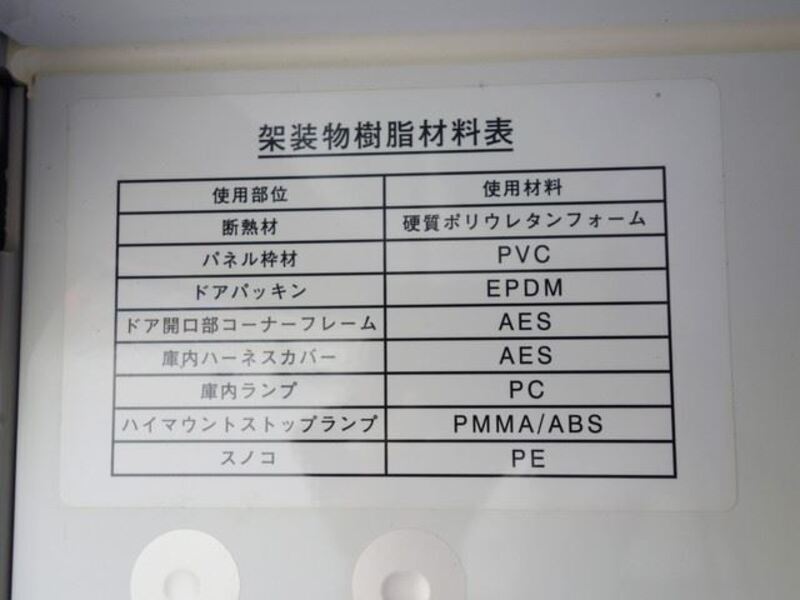 架装物樹脂材料表
使用部位 使用材料
断熱材 硬質ポリウレタンフォーム
パネル枠材 PVC
ドアパッキン EPDM
ドア開口部コーナーフレーム AES
庫内ハーネスカバー AES
庫内ランプ PC
ハイマウントストップランプ PMMA/ABS
スノコ PE